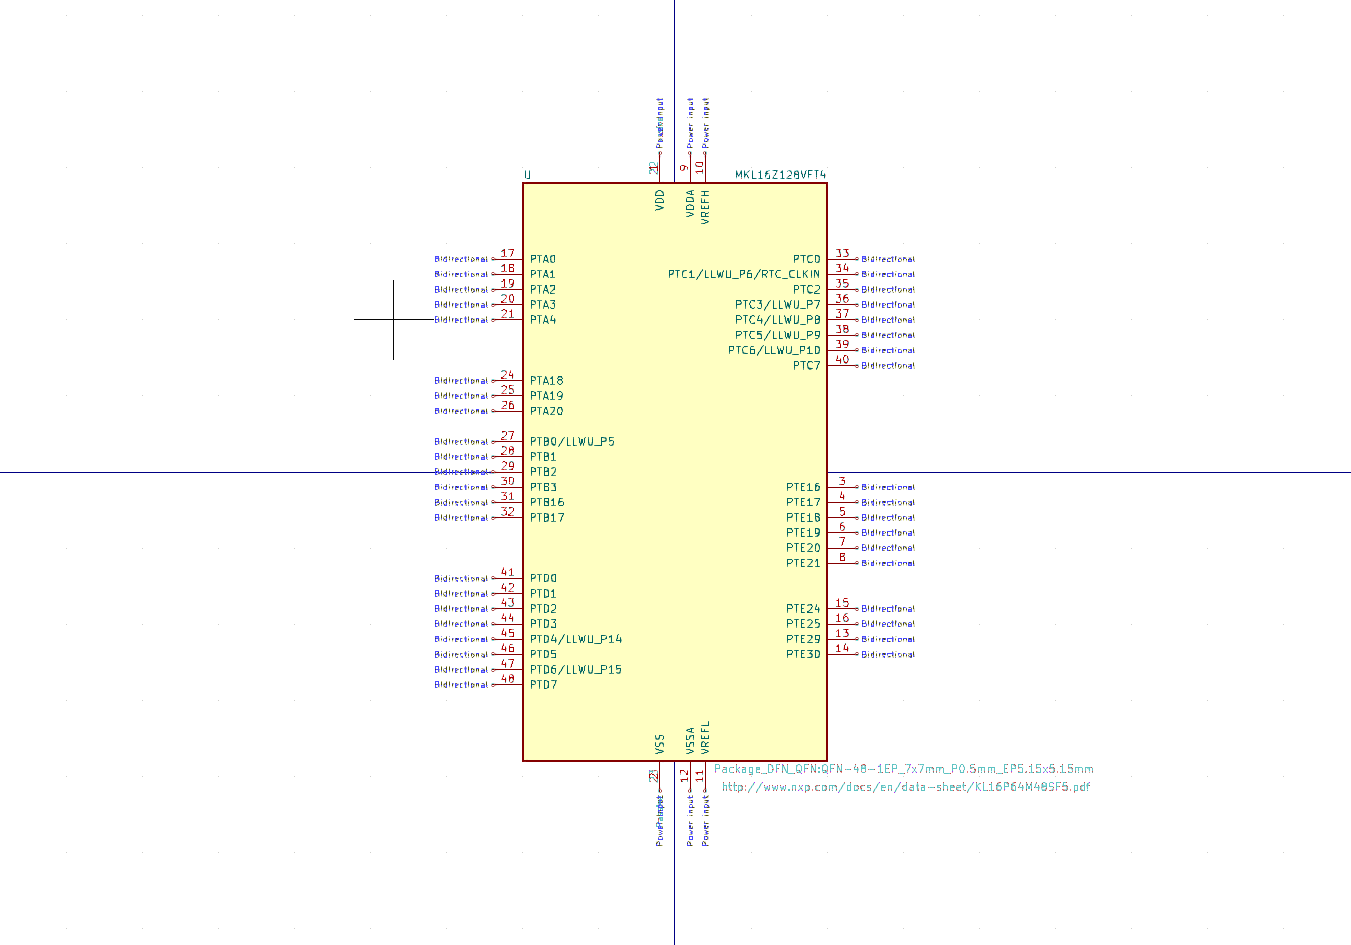 Power input
Power input
9
10
U
MKL16Z128VFT4
VDD
VDDA
VREFH
Bidirectional 17 PTA0
Bidirectional 18 PTA1
Bidirectional 19 PTA2
Bidirectional 20 PTA3
Bidirectional 21 PTA4
Bidirectional 24 PTA18
Bidirectional 25 PTA19
Bidirectional 26 PTA20
Bidirectional 27 PTB0/LLWU_P5
Bidirectional 28 PTB1
Bidirectional 29 PTB2
Bidirectional 30 PTB3
Bidirectional 31 PTB16
Bidirectional 32 PTB17
Bidirectional 41 PTD0
Bidirectional 42 PTD1
Bidirectional 43 PTD2
Bidirectional 44 PTD3
Bidirectional 45 PTD4/LLWU_P14
Bidirectional 46 PTD5
Bidirectional 47 PTD6/LLWU_P15
Bidirectional 48 PTD7
PTC0 33 Bidirectional
PTC1/LLWU_P6/RTC_CLKIN 34 Bidirectional
PTC2 35 Bidirectional
PTC3/LLWU_P7 36 Bidirectional
PTC4/LLWU_P8 37 Bidirectional
PTC5/LLWU_P9 38 Bidirectional
PTC6/LLWU_P10 39 Bidirectional
PTC7 40 Bidirectional
PTE16 3 Bidirectional
PTE17 4 Bidirectional
PTE18 5 Bidirectional
PTE19 6 Bidirectional
PTE20 7 Bidirectional
PTE21 8 Bidirectional
PTE24 15 Bidirectional
PTE25 16 Bidirectional
PTE29 13 Bidirectional
PTE30 14 Bidirectional
VSS
VSSA
VREFL
12
11
Package_DFN_QFN:QFN-48-1EP_7x7mm_P0.5mm_EP5.15x5.15mm
http://www.nxp.com/docs/en/data-sheet/KL16P64M48SF5.pdf
Power input
Power input